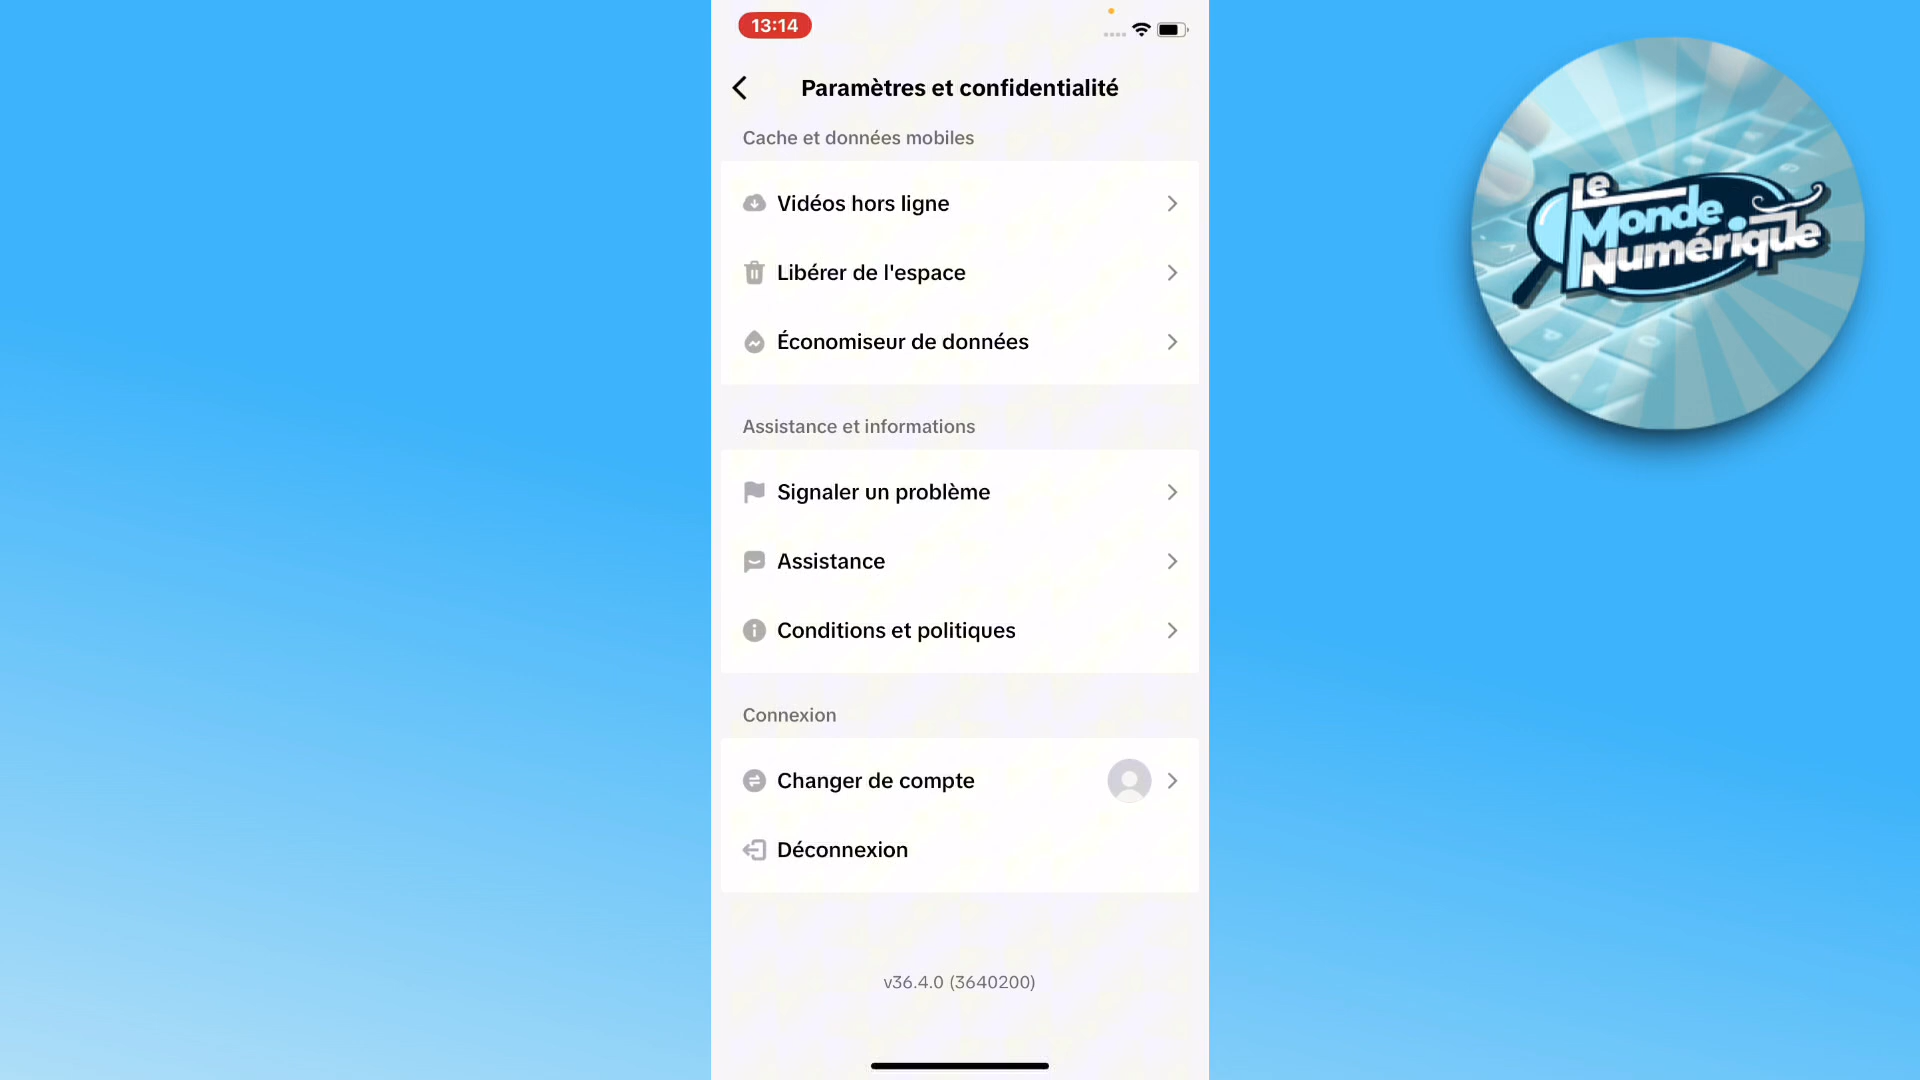 13:14
Paramètres et confidentialité
Cache et données mobiles
Vidéos hors ligne
Libérer de l'espace
Économiseur de données
Assistance et informations
Signaler un problème
Assistance
Conditions et politiques
Connexion
Changer de compte
Déconnexion
v36.4.0 (3640200)
Le
Monde
Numérique